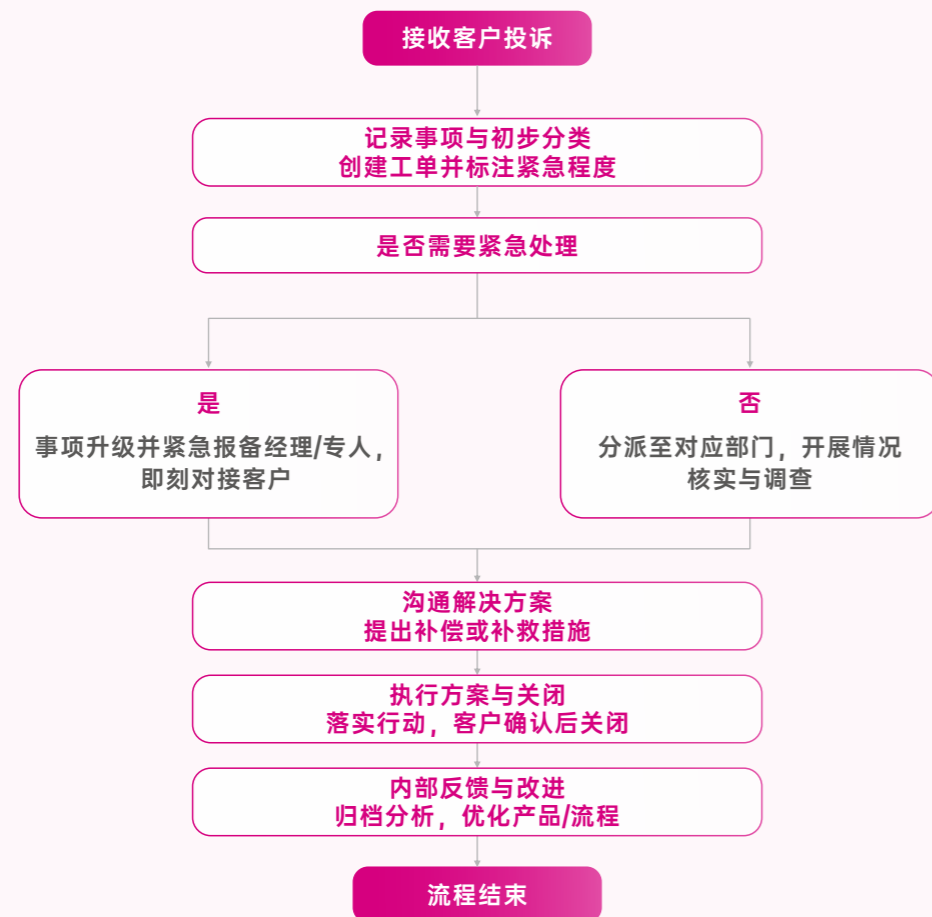 接收客户投诉
记录事项与初步分类
创建工单并标注紧急程度
是否需要紧急处理
是
事项升级并紧急报备经理/专人，
即刻对接客户
否
分派至对应部门，开展情况
核实与调查
沟通解决方案
提出补偿或补救措施
执行方案与关闭
落实行动，客户确认后关闭
内部反馈与改进
归档分析，优化产品/流程
流程结束